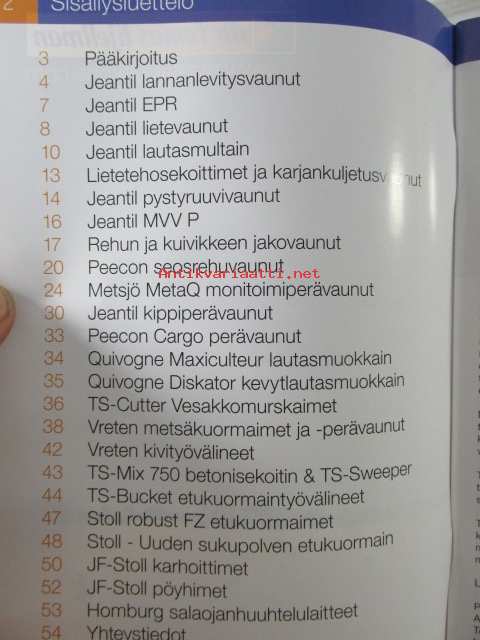 2 Sisällysluettelo
3 Pääkirjoitus
4 Jeantil lannanlevitysvaunut
7 Jeantil EPR
8 Jeantil lietevaunut
10 Jeantil lautasmultain
13 Lietetehosekoittimet ja karjankuljetusvaunut
14 Jeantil pystyruuvivaunut
16 Jeantil MVV P
17 Rehun ja kuivikkeen jakovaunut
20 Peecon seosrehuvaunut
Antikvariaatti.net
24 Metsjö MetaQ monitoimiperävaunut
30 Jeantil kippiperävaunut
33 Peecon Cargo perävaunut
34 Quivogne Maxiculteur lautasmuokkain
35 Quivogne Diskator kevytlautasmuokkain
36 TS-Cutter Vesakkomurskaimet
38 Vreten metsäkuormaimet ja -perävaunut
42 Vreten kivityövälineet
43 TS-Mix 750 betonisekoitin & TS-Sweeper
44 TS-Bucket etukuormaintyövälineet
47 Stoll robust FZ etukuormaimet
48 Stoll - Uuden sukupolven etukuormain
50 JF-Stoll karhoittimet
52 JF-Stoll pöyhimet
53 Homburg salaojanhuuhtelulaitteet
54 Yhteystiedot